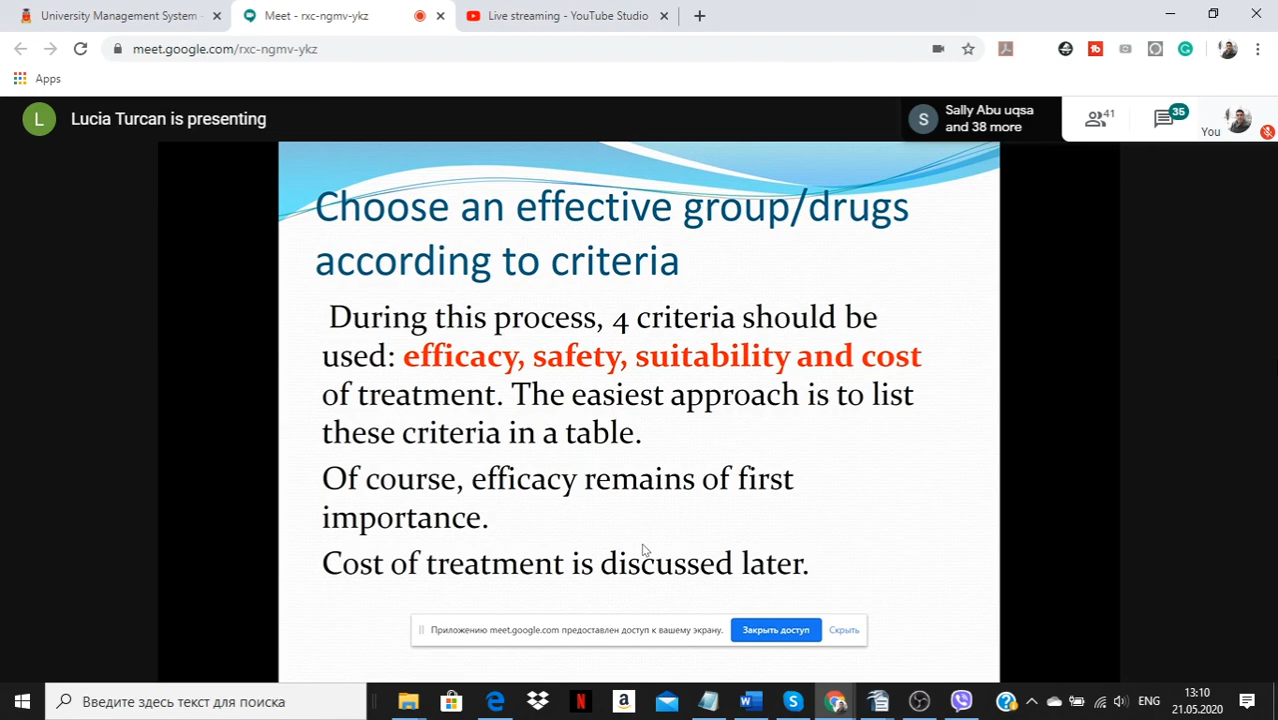 University Management System -
Meet - rxc-ngmv-ykz
Live streaming - YouTube Studio
meet.google.com/rxc-ngmv-ykz
Apps
L
Lucia Turcan is presenting
S
Sally Abu uqsa
and 38 more
41
35
You
Choose an effective group/drugs
according to criteria
During this process, 4 criteria should be
used: efficacy, safety, suitability and cost
of treatment. The easiest approach is to list
these criteria in a table.
Of course, efficacy remains of first
importance.
Cost of treatment is discussed later.
Приложению meet.google.com предоставлен доступ к вашему экрану.
Закрыть доступ
Скрыть
Введите здесь текст для поиска
ENG
13:10
21.05.2020